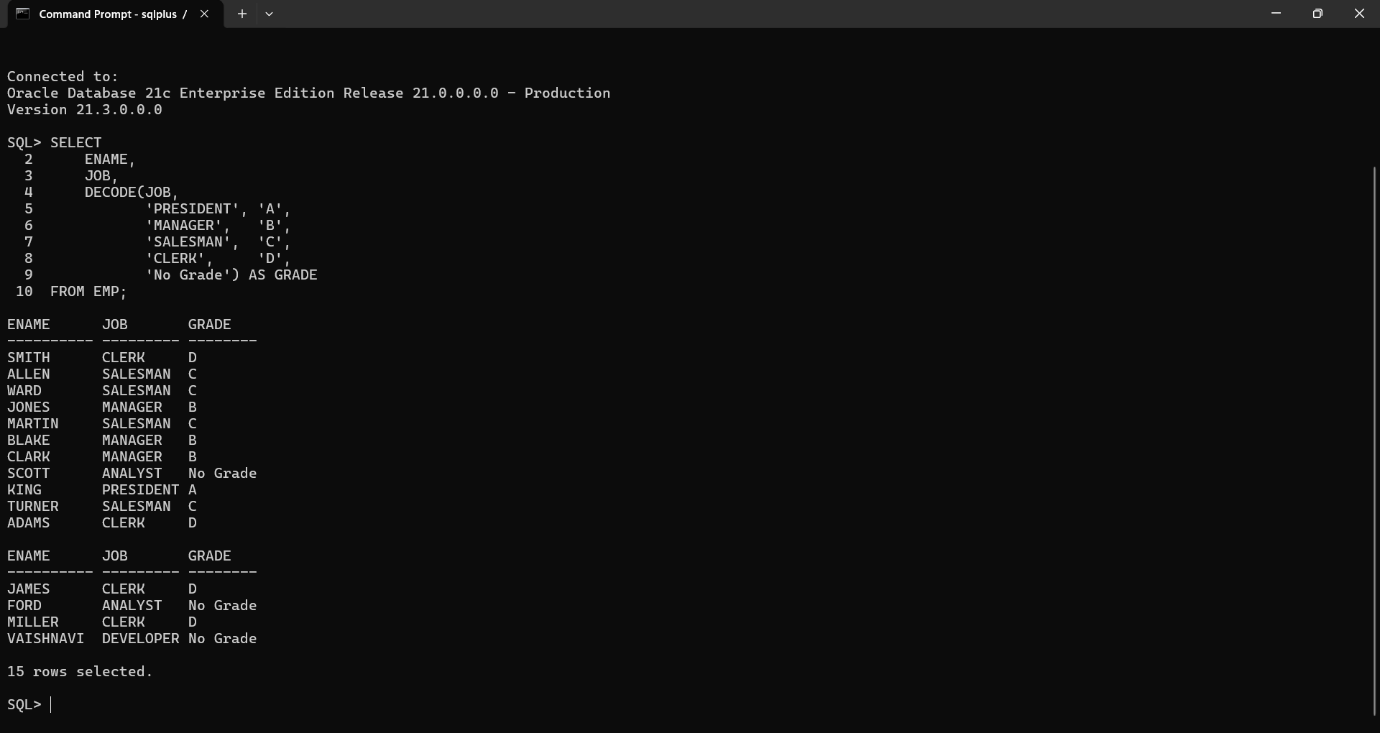 Command Prompt - sqlplus /
Connected to:
Oracle Database 21c Enterprise Edition Release 21.0.0.0.0 - Production
Version 21.3.0.0.0
SQL> SELECT
  2      ENAME,
  3      JOB,
  4      DECODE(JOB,
  5             'PRESIDENT', 'A',
  6             'MANAGER',   'B',
  7             'SALESMAN',  'C',
  8             'CLERK',     'D',
  9             'No Grade') AS GRADE
 10  FROM EMP;
ENAME      JOB       GRADE
---------- --------- --------
SMITH      CLERK     D
ALLEN      SALESMAN  C
WARD       SALESMAN  C
JONES      MANAGER   B
MARTIN     SALESMAN  C
BLAKE      MANAGER   B
CLARK      MANAGER   B
SCOTT      ANALYST   No Grade
KING       PRESIDENT A
TURNER     SALESMAN  C
ADAMS      CLERK     D
ENAME      JOB       GRADE
---------- --------- --------
JAMES      CLERK     D
FORD       ANALYST   No Grade
MILLER     CLERK     D
VAISHNAVI  DEVELOPER No Grade
15 rows selected.
SQL>